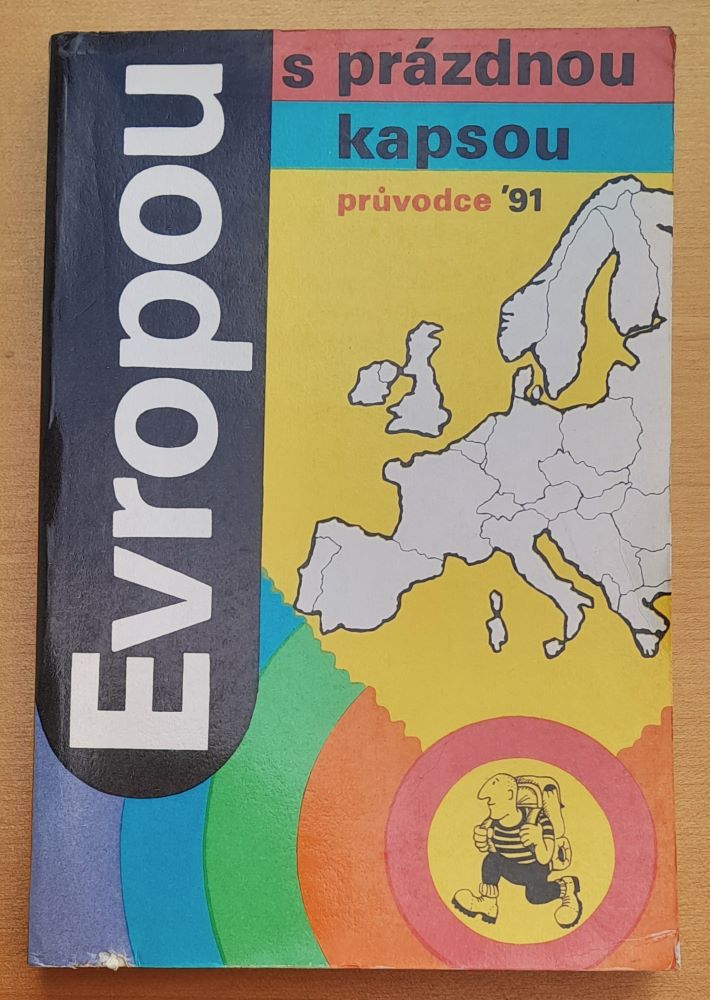 Evropou
s prázdnou
kapsou
průvodce '91